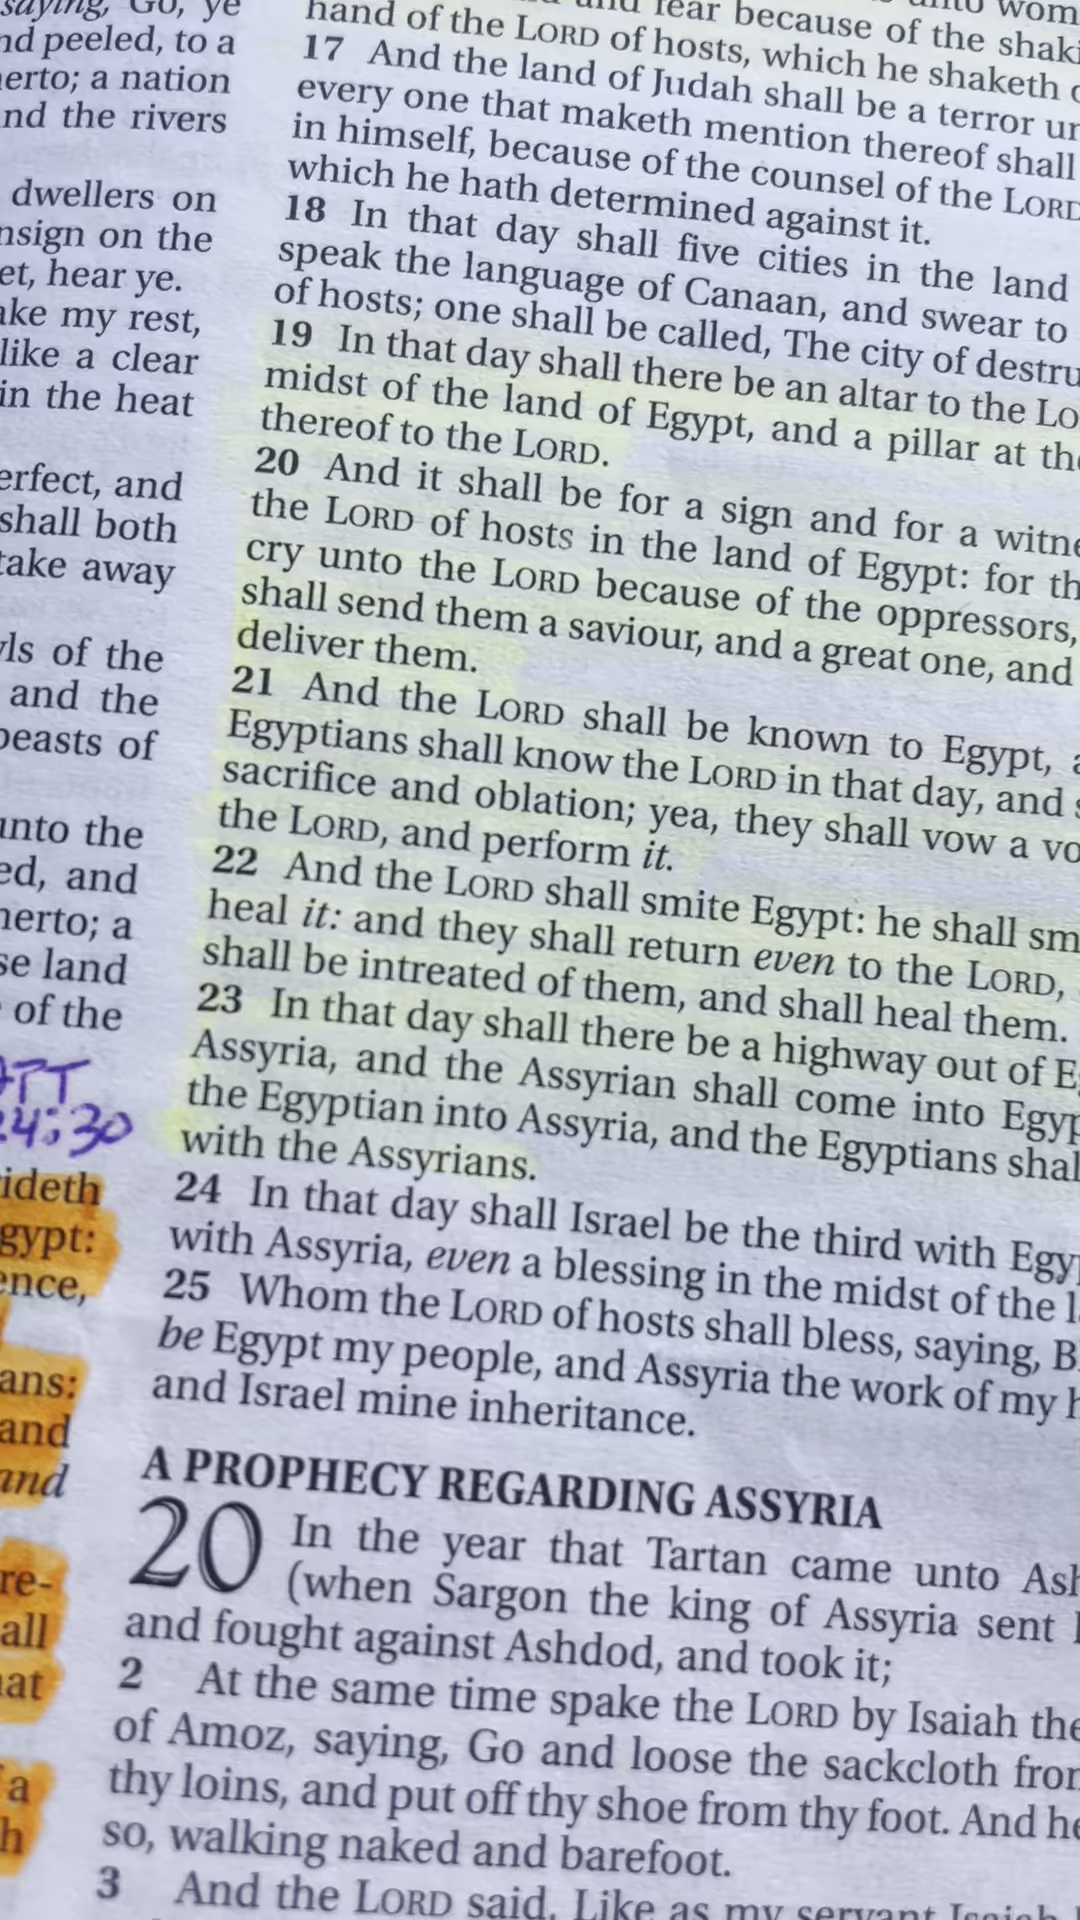 saying, Go, ye
nd peeled, to a
erto; a nation
nd the rivers
dwellers on
nsign on the
et, hear ye.
ake my rest,
like a clear
in the heat
erfect, and
shall both
take away
ls of the
and the
beasts of
unto the
ed, and
erto; a
se land
of the
ATT
24:30
ideth
gypt:
ence,
ans:
and
and
re-
all
hat
a
h
fear because of the shaki
hand of the LORD of hosts, which he shaketh
17 And the land of Judah shall be a terror un
every one that maketh mention thereof shall
in himself, because of the counsel of the LORD
which he hath determined against it.
18 In that day shall five cities in the land
speak the language of Canaan, and swear to
of hosts; one shall be called, The city of destru
19 In that day shall there be an altar to the LO
midst of the land of Egypt, and a pillar at the
thereof to the LORD.
20 And it shall be for a sign and for a witne
the LORD of hosts in the land of Egypt: for th
cry unto the LORD because of the oppressors,
shall send them a saviour, and a great one, and
deliver them.
21 And the LORD shall be known to Egypt, a
Egyptians shall know the LORD in that day, and s
sacrifice and oblation; yea, they shall vow a vo
the LORD, and perform it.
22 And the LORD shall smite Egypt: he shall sm
heal it: and they shall return even to the LORD,
shall be intreated of them, and shall heal them.
23 In that day shall there be a highway out of E
Assyria, and the Assyrian shall come into Egyp
the Egyptian into Assyria, and the Egyptians shal
with the Assyrians.
24 In that day shall Israel be the third with Egy
with Assyria, even a blessing in the midst of the l
25 Whom the LORD of hosts shall bless, saying, B
be Egypt my people, and Assyria the work of my h
and Israel mine inheritance.
A PROPHECY REGARDING ASSYRIA
20 In the year that Tartan came unto Ash
(when Sargon the king of Assyria sent
and fought against Ashdod, and took it;
2 At the same time spake the LORD by Isaiah the
of Amoz, saying, Go and loose the sackcloth from
thy loins, and put off thy shoe from thy foot. And he
so, walking naked and barefoot.
3 And the LORD said, Like as my servant Isaiah